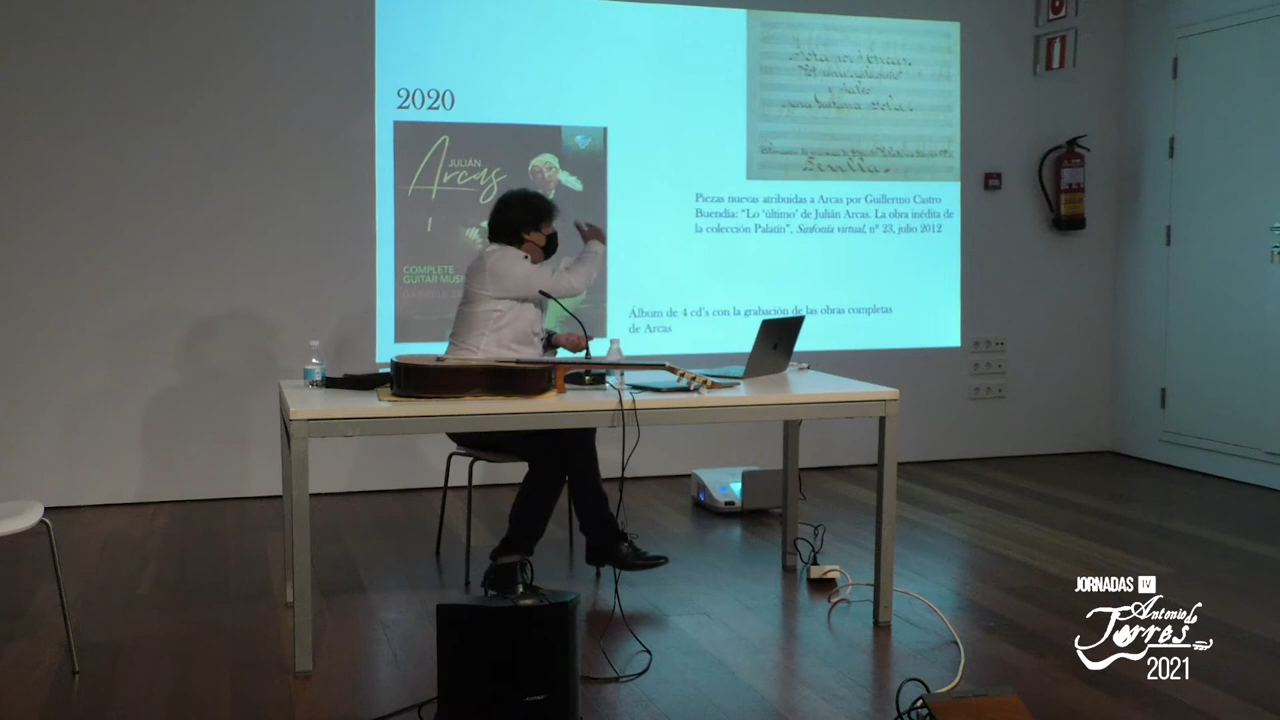 2020
JULIÁN
Arcas
I
COMPLETE
GUITAR MUSI
Sevilla.
Piezas nuevas atribuidas a Arcas por Guillermo Castro
Buendía: “Lo ‘último’ de Julián Arcas. La obra inédita de
la colección Palatín”, Sinfonía virtual, nº 23, julio 2012
Álbum de 4 cd’s con la grabación de las obras completas
de Arcas
JORNADAS IV
Antonio de
Torres
2021